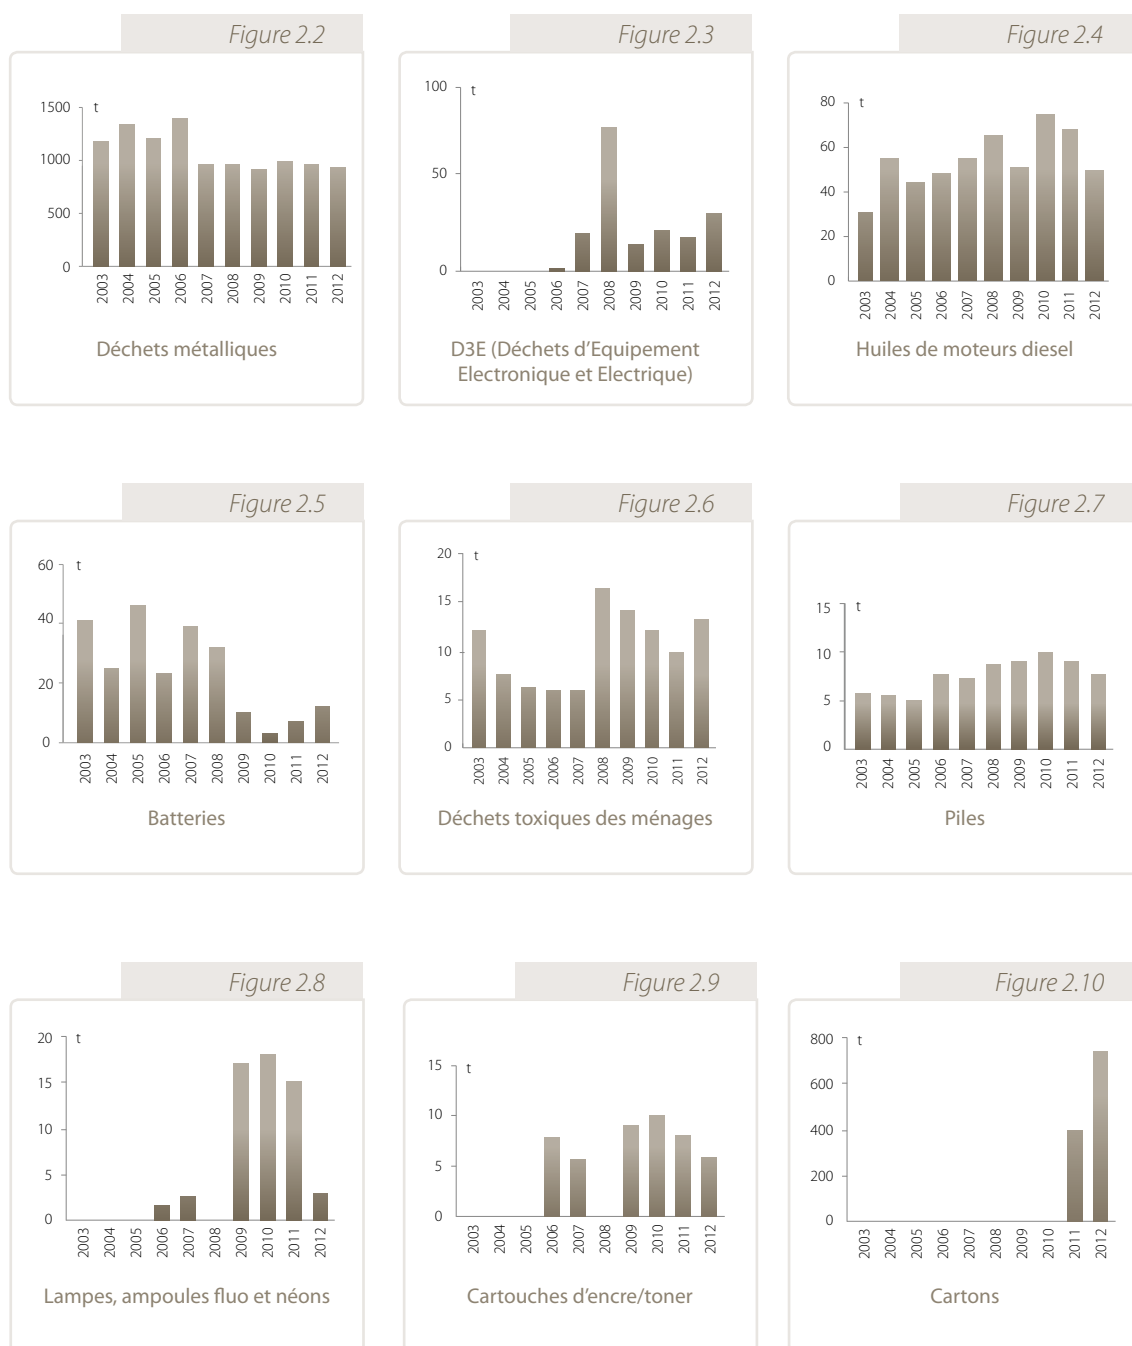 Figure 2.2
t
1500
1000
500
0
2003 2004 2005 2006 2007 2008 2009 2010 2011 2012
Déchets métalliques
Figure 2.3
t
100
50
0
2003 2004 2005 2006 2007 2008 2009 2010 2011 2012
D3E (Déchets d'Equipement
Electronique et Electrique)
Figure 2.4
t
80
60
40
20
0
2003 2004 2005 2006 2007 2008 2009 2010 2011 2012
Huiles de moteurs diesel
Figure 2.5
t
60
40
20
0
2003 2004 2005 2006 2007 2008 2009 2010 2011 2012
Batteries
Figure 2.6
t
20
15
10
5
0
2003 2004 2005 2006 2007 2008 2009 2010 2011 2012
Déchets toxiques des ménages
Figure 2.7
t
15
10
5
0
2003 2004 2005 2006 2007 2008 2009 2010 2011 2012
Piles
Figure 2.8
t
20
15
10
5
0
2003 2004 2005 2006 2007 2008 2009 2010 2011 2012
Lampes, ampoules fluo et néons
Figure 2.9
t
15
10
5
0
2003 2004 2005 2006 2007 2008 2009 2010 2011 2012
Cartouches d'encre/toner
Figure 2.10
t
800
600
400
200
0
2003 2004 2005 2006 2007 2008 2009 2010 2011 2012
Cartons